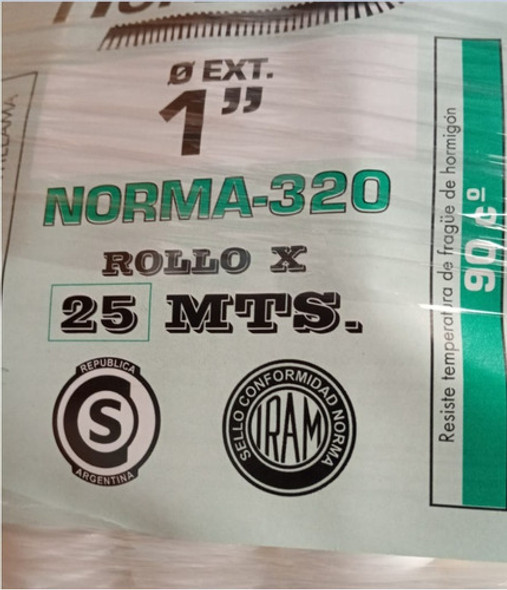 Ø EXT.
1”
NORMA-320
ROLLO X
25 MTS.
REPUBLICA
S
ARGENTINA
SELLO CONFORMIDAD NORMA
IRAM
Resiste temperatura de fragüe de hormigón
90 Gº